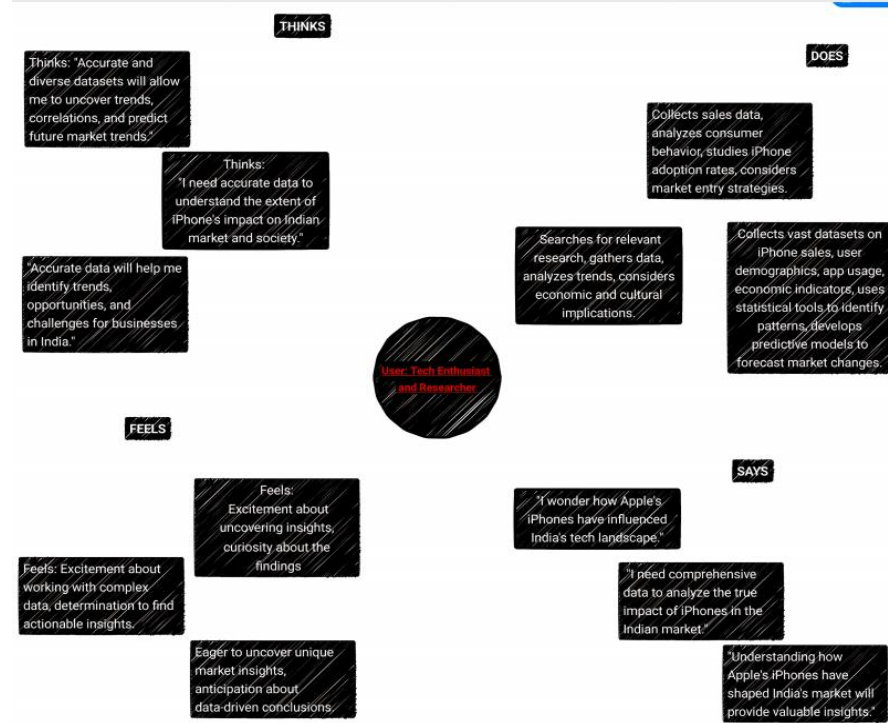 THINKS
Thinks: "Accurate and
diverse datasets will allow
me to uncover trends,
correlations, and predict
future market trends."
Thinks:
"I need accurate data to
understand the extent of
iPhone's impact on Indian
market and society."
"Accurate data will help me
identify trends,
opportunities, and
challenges for businesses
in India."
DOES
Collects sales data,
analyzes consumer
behavior, studies iPhone
adoption rates, considers
market entry strategies.
Searches for relevant
research, gathers data,
analyzes trends, considers
economic and cultural
implications.
Collects vast datasets on
iPhone sales, user
demographics, app usage,
economic indicators, uses
statistical tools to identify
patterns, develops
predictive models to
forecast market changes.
User: Tech Enthusiast
and Researcher
FEELS
Feels:
Excitement about
uncovering insights,
curiosity about the
findings
Feels: Excitement about
working with complex
data, determination to find
actionable insights.
Eager to uncover unique
market insights,
anticipation about
data-driven conclusions.
SAYS
"I wonder how Apple's
iPhones have influenced
India's tech landscape."
"I need comprehensive
data to analyze the true
impact of iPhones in the
Indian market."
"Understanding how
Apple's iPhones have
shaped India's market will
provide valuable insights."